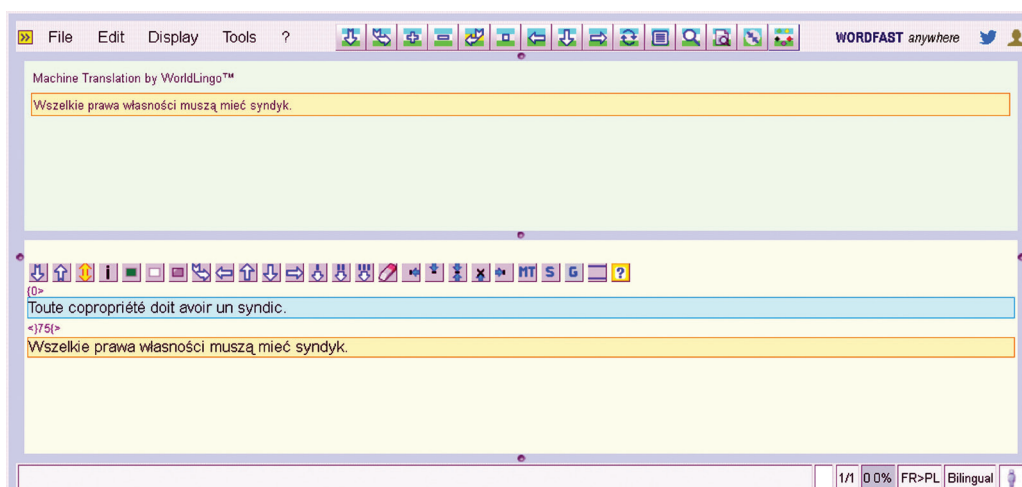 File Edit Display Tools ? WORDFAST anywhere
Machine Translation by WorldLingo™
Wszelkie prawa własności muszą mieć syndyk.
i MT S G ?
{0>
Toute copropriété doit avoir un syndic.
<}75{>
Wszelkie prawa własności muszą mieć syndyk.
1/1 0 0% FR>PL Bilingual